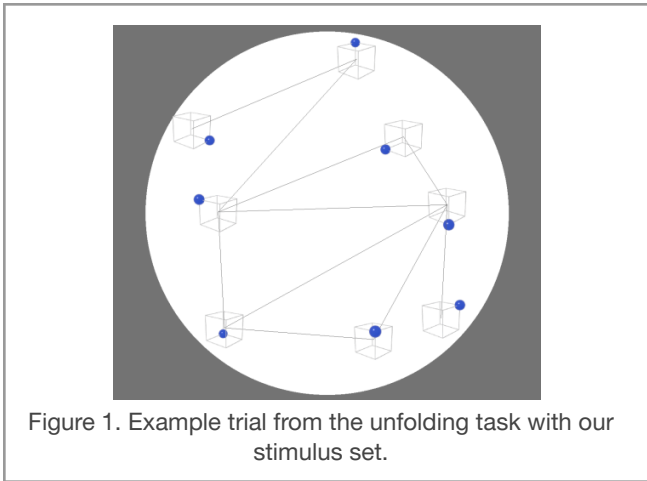 Figure 1. Example trial from the unfolding task with our
stimulus set.